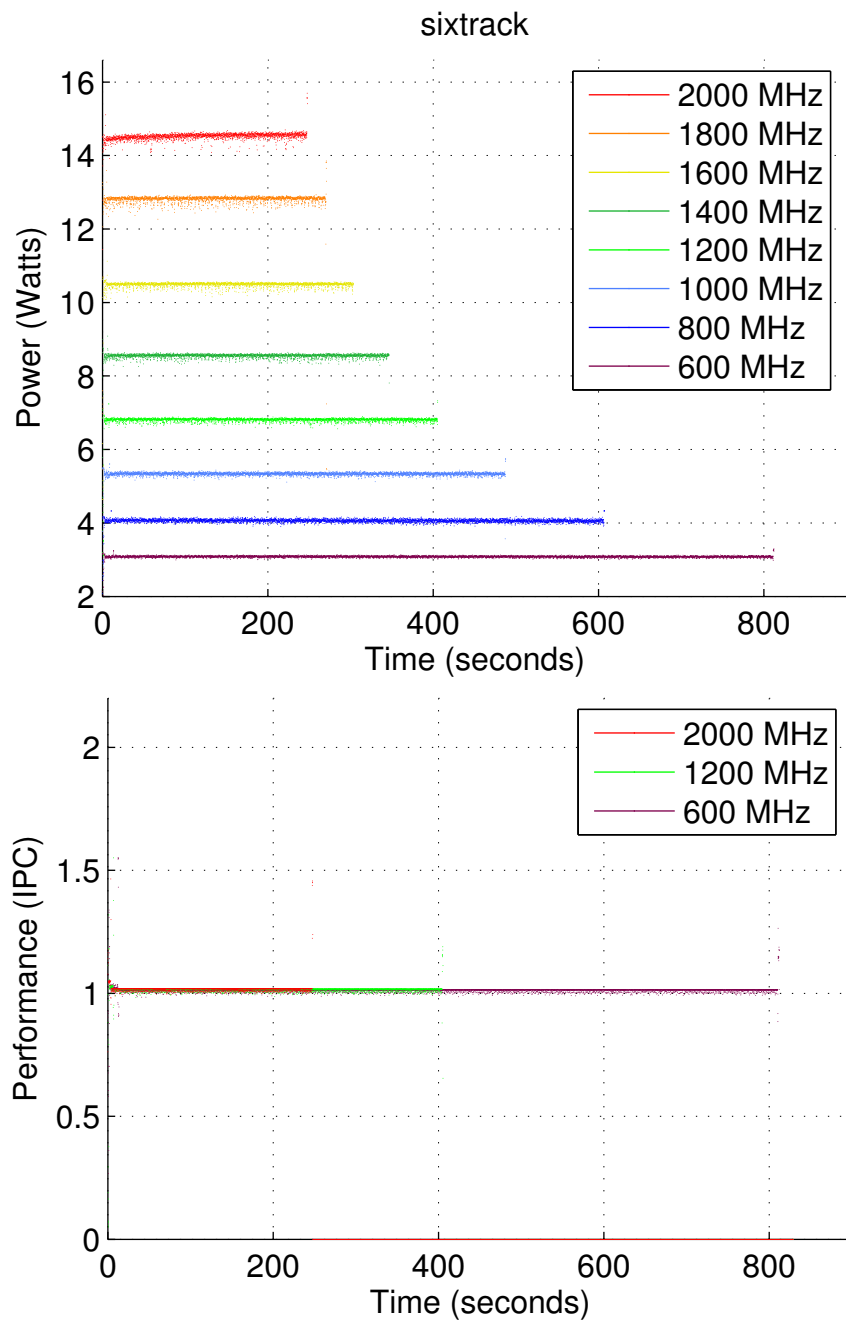 sixtrack
16
14
12
10
8
6
4
2
Power (Watts)
2000 MHz
1800 MHz
1600 MHz
1400 MHz
1200 MHz
1000 MHz
800 MHz
600 MHz
0 200 400 600 800
Time (seconds)
2
1.5
1
0.5
0
Performance (IPC)
2000 MHz
1200 MHz
600 MHz
0 200 400 600 800
Time (seconds)